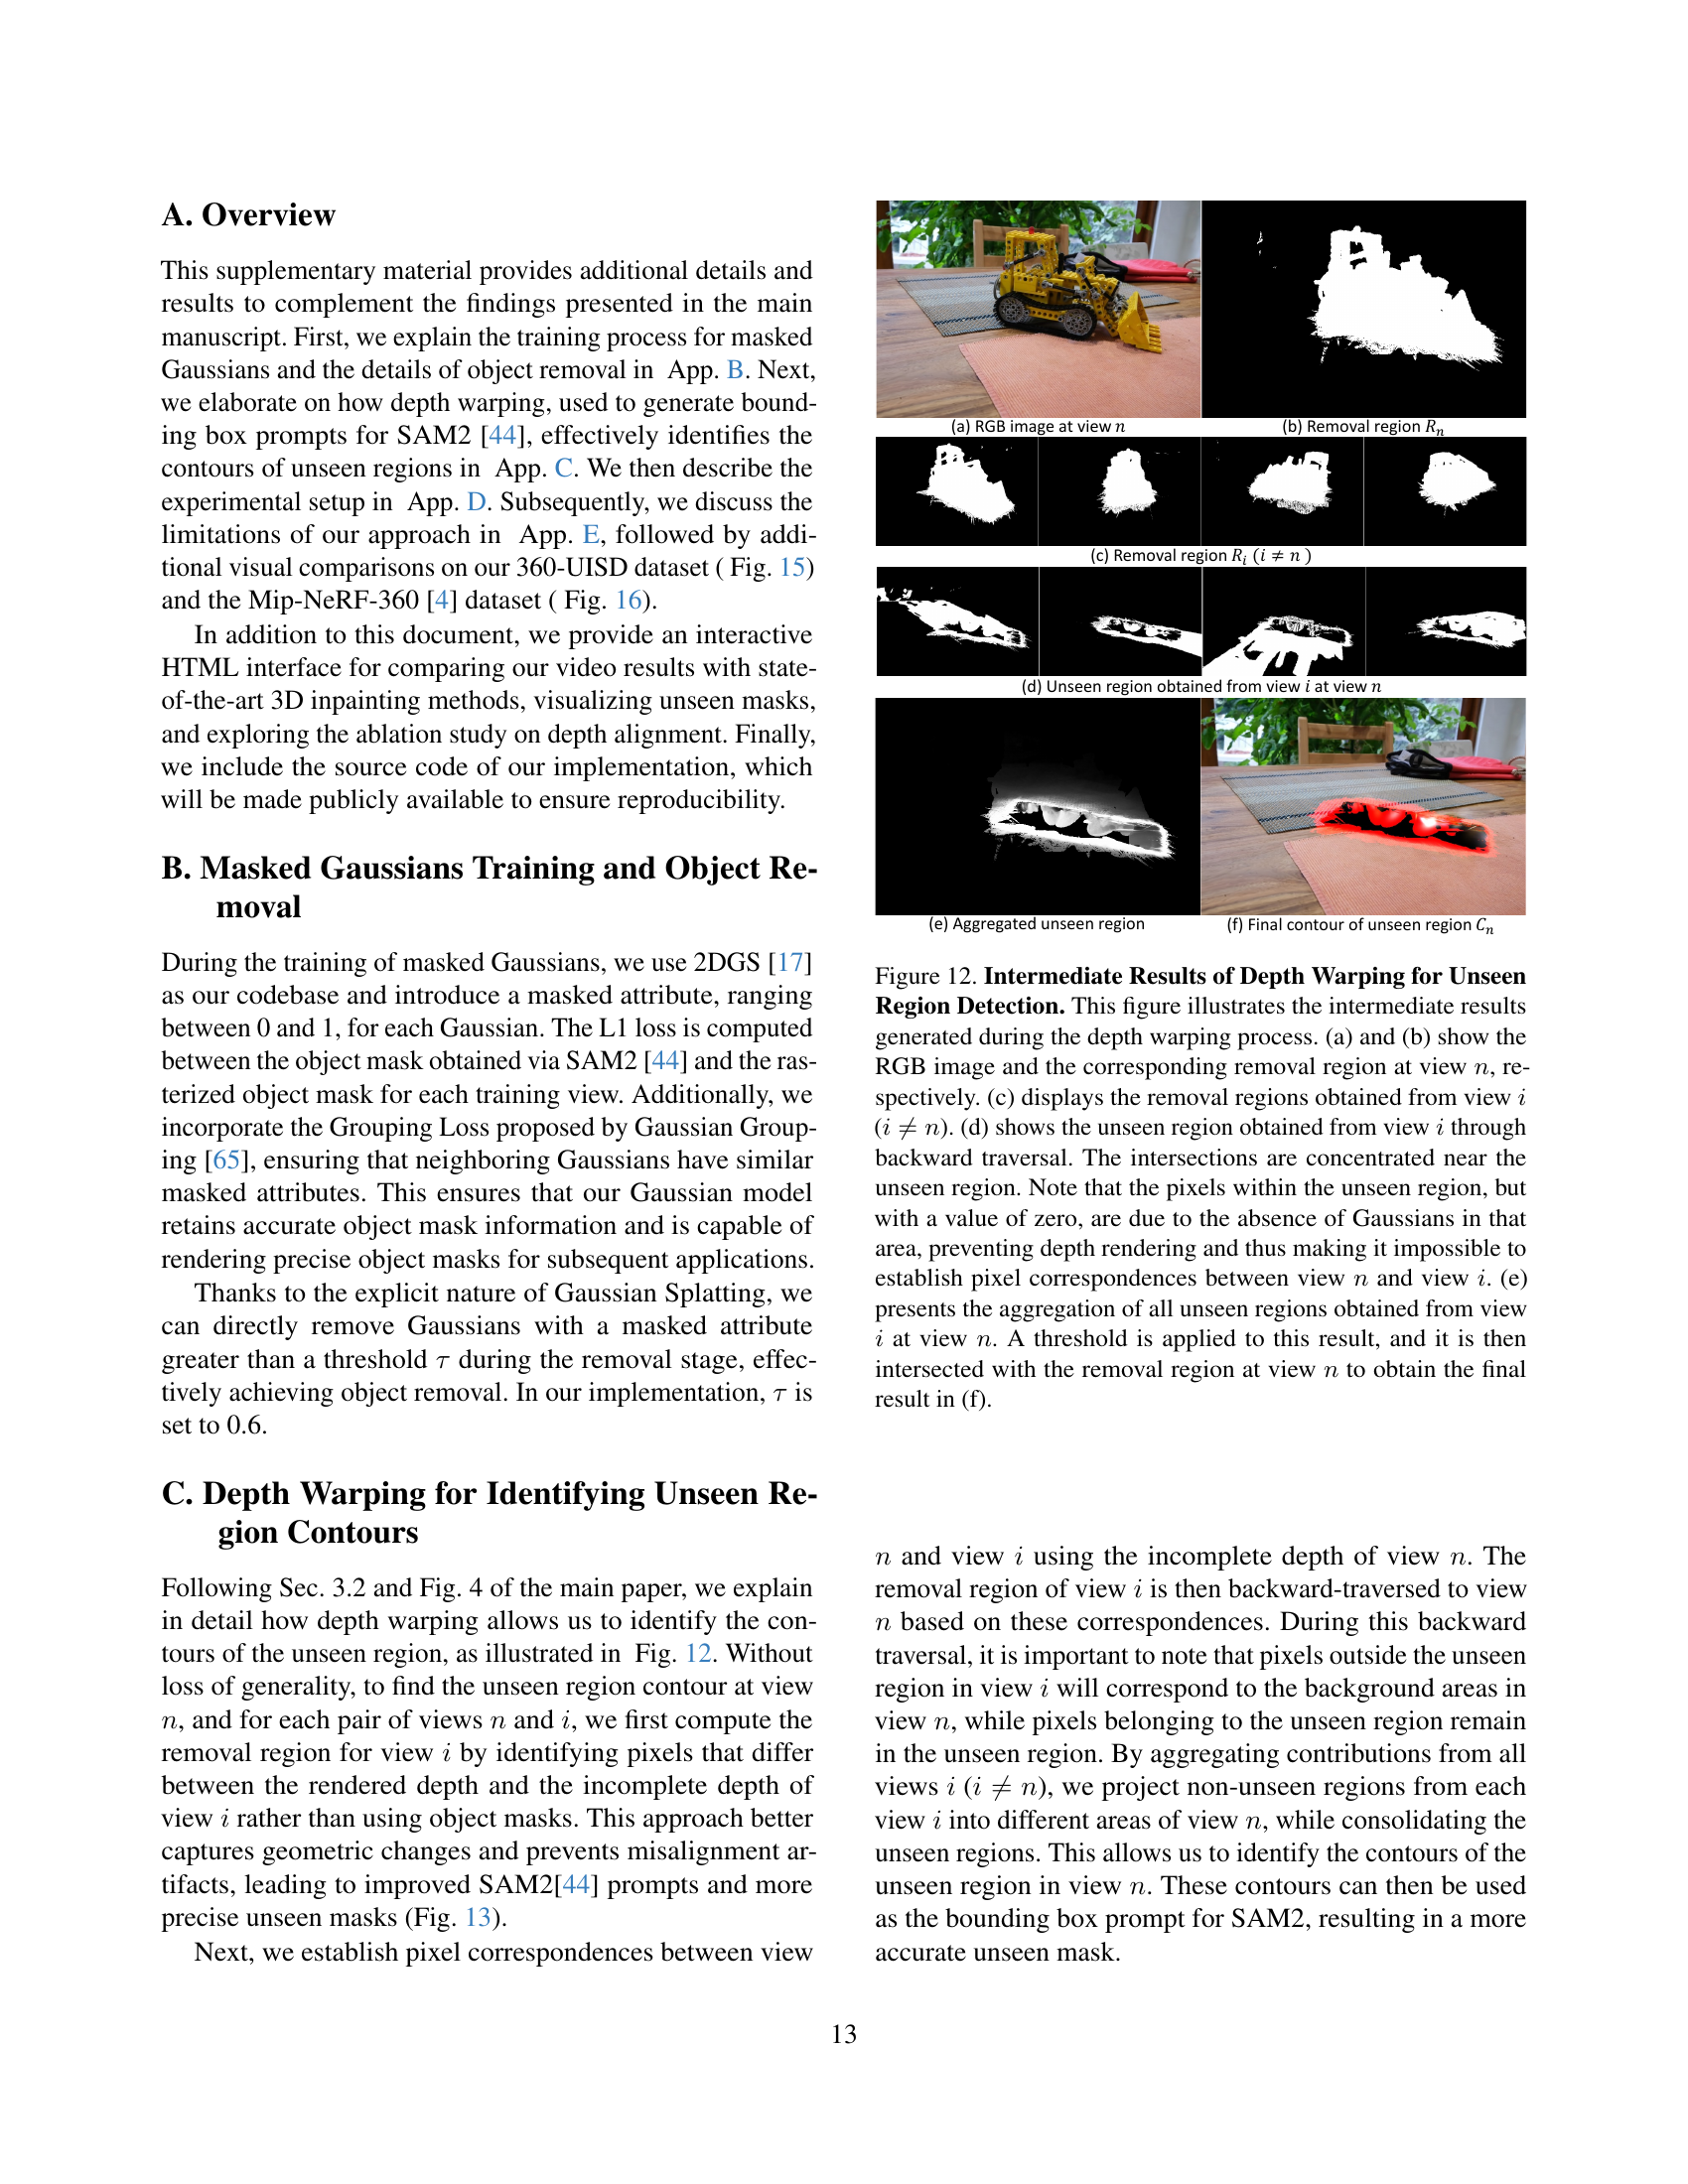 A. Overview
This supplementary material provides additional details and
results to complement the findings presented in the main
manuscript. First, we explain the training process for masked
Gaussians and the details of object removal in App. B. Next,
we elaborate on how depth warping, used to generate bound-
ing box prompts for SAM2 [44], effectively identifies the
contours of unseen regions in App. C. We then describe the
experimental setup in App. D. Subsequently, we discuss the
limitations of our approach in App. E, followed by addi-
tional visual comparisons on our 360-UISD dataset ( Fig. 15)
and the Mip-NeRF-360 [4] dataset ( Fig. 16).
In addition to this document, we provide an interactive
HTML interface for comparing our video results with state-
of-the-art 3D inpainting methods, visualizing unseen masks,
and exploring the ablation study on depth alignment. Finally,
we include the source code of our implementation, which
will be made publicly available to ensure reproducibility.
B. Masked Gaussians Training and Object Re-
moval
During the training of masked Gaussians, we use 2DGS [17]
as our codebase and introduce a masked attribute, ranging
between 0 and 1, for each Gaussian. The L1 loss is computed
between the object mask obtained via SAM2 [44] and the ras-
terized object mask for each training view. Additionally, we
incorporate the Grouping Loss proposed by Gaussian Group-
ing [65], ensuring that neighboring Gaussians have similar
masked attributes. This ensures that our Gaussian model
retains accurate object mask information and is capable of
rendering precise object masks for subsequent applications.
Thanks to the explicit nature of Gaussian Splatting, we
can directly remove Gaussians with a masked attribute
greater than a threshold τ during the removal stage, effec-
tively achieving object removal. In our implementation, τ is
set to 0.6.
C. Depth Warping for Identifying Unseen Re-
gion Contours
Following Sec. 3.2 and Fig. 4 of the main paper, we explain
in detail how depth warping allows us to identify the con-
tours of the unseen region, as illustrated in Fig. 12. Without
loss of generality, to find the unseen region contour at view
n, and for each pair of views n and i, we first compute the
removal region for view i by identifying pixels that differ
between the rendered depth and the incomplete depth of
view i rather than using object masks. This approach better
captures geometric changes and prevents misalignment ar-
tifacts, leading to improved SAM2[44] prompts and more
precise unseen masks (Fig. 13).
Next, we establish pixel correspondences between view
(a) RGB image at view n
(b) Removal region Rₙ
(c) Removal region Rᵢ (i ≠ n )
(d) Unseen region obtained from view i at view n
(e) Aggregated unseen region
(f) Final contour of unseen region Cₙ
Figure 12. Intermediate Results of Depth Warping for Unseen
Region Detection. This figure illustrates the intermediate results
generated during the depth warping process. (a) and (b) show the
RGB image and the corresponding removal region at view n, re-
spectively. (c) displays the removal regions obtained from view i
(i ≠ n). (d) shows the unseen region obtained from view i through
backward traversal. The intersections are concentrated near the
unseen region. Note that the pixels within the unseen region, but
with a value of zero, are due to the absence of Gaussians in that
area, preventing depth rendering and thus making it impossible to
establish pixel correspondences between view n and view i. (e)
presents the aggregation of all unseen regions obtained from view
i at view n. A threshold is applied to this result, and it is then
intersected with the removal region at view n to obtain the final
result in (f).
n and view i using the incomplete depth of view n. The
removal region of view i is then backward-traversed to view
n based on these correspondences. During this backward
traversal, it is important to note that pixels outside the unseen
region in view i will correspond to the background areas in
view n, while pixels belonging to the unseen region remain
in the unseen region. By aggregating contributions from all
views i (i ≠ n), we project non-unseen regions from each
view i into different areas of view n, while consolidating the
unseen regions. This allows us to identify the contours of the
unseen region in view n. These contours can then be used
as the bounding box prompt for SAM2, resulting in a more
accurate unseen mask.
13